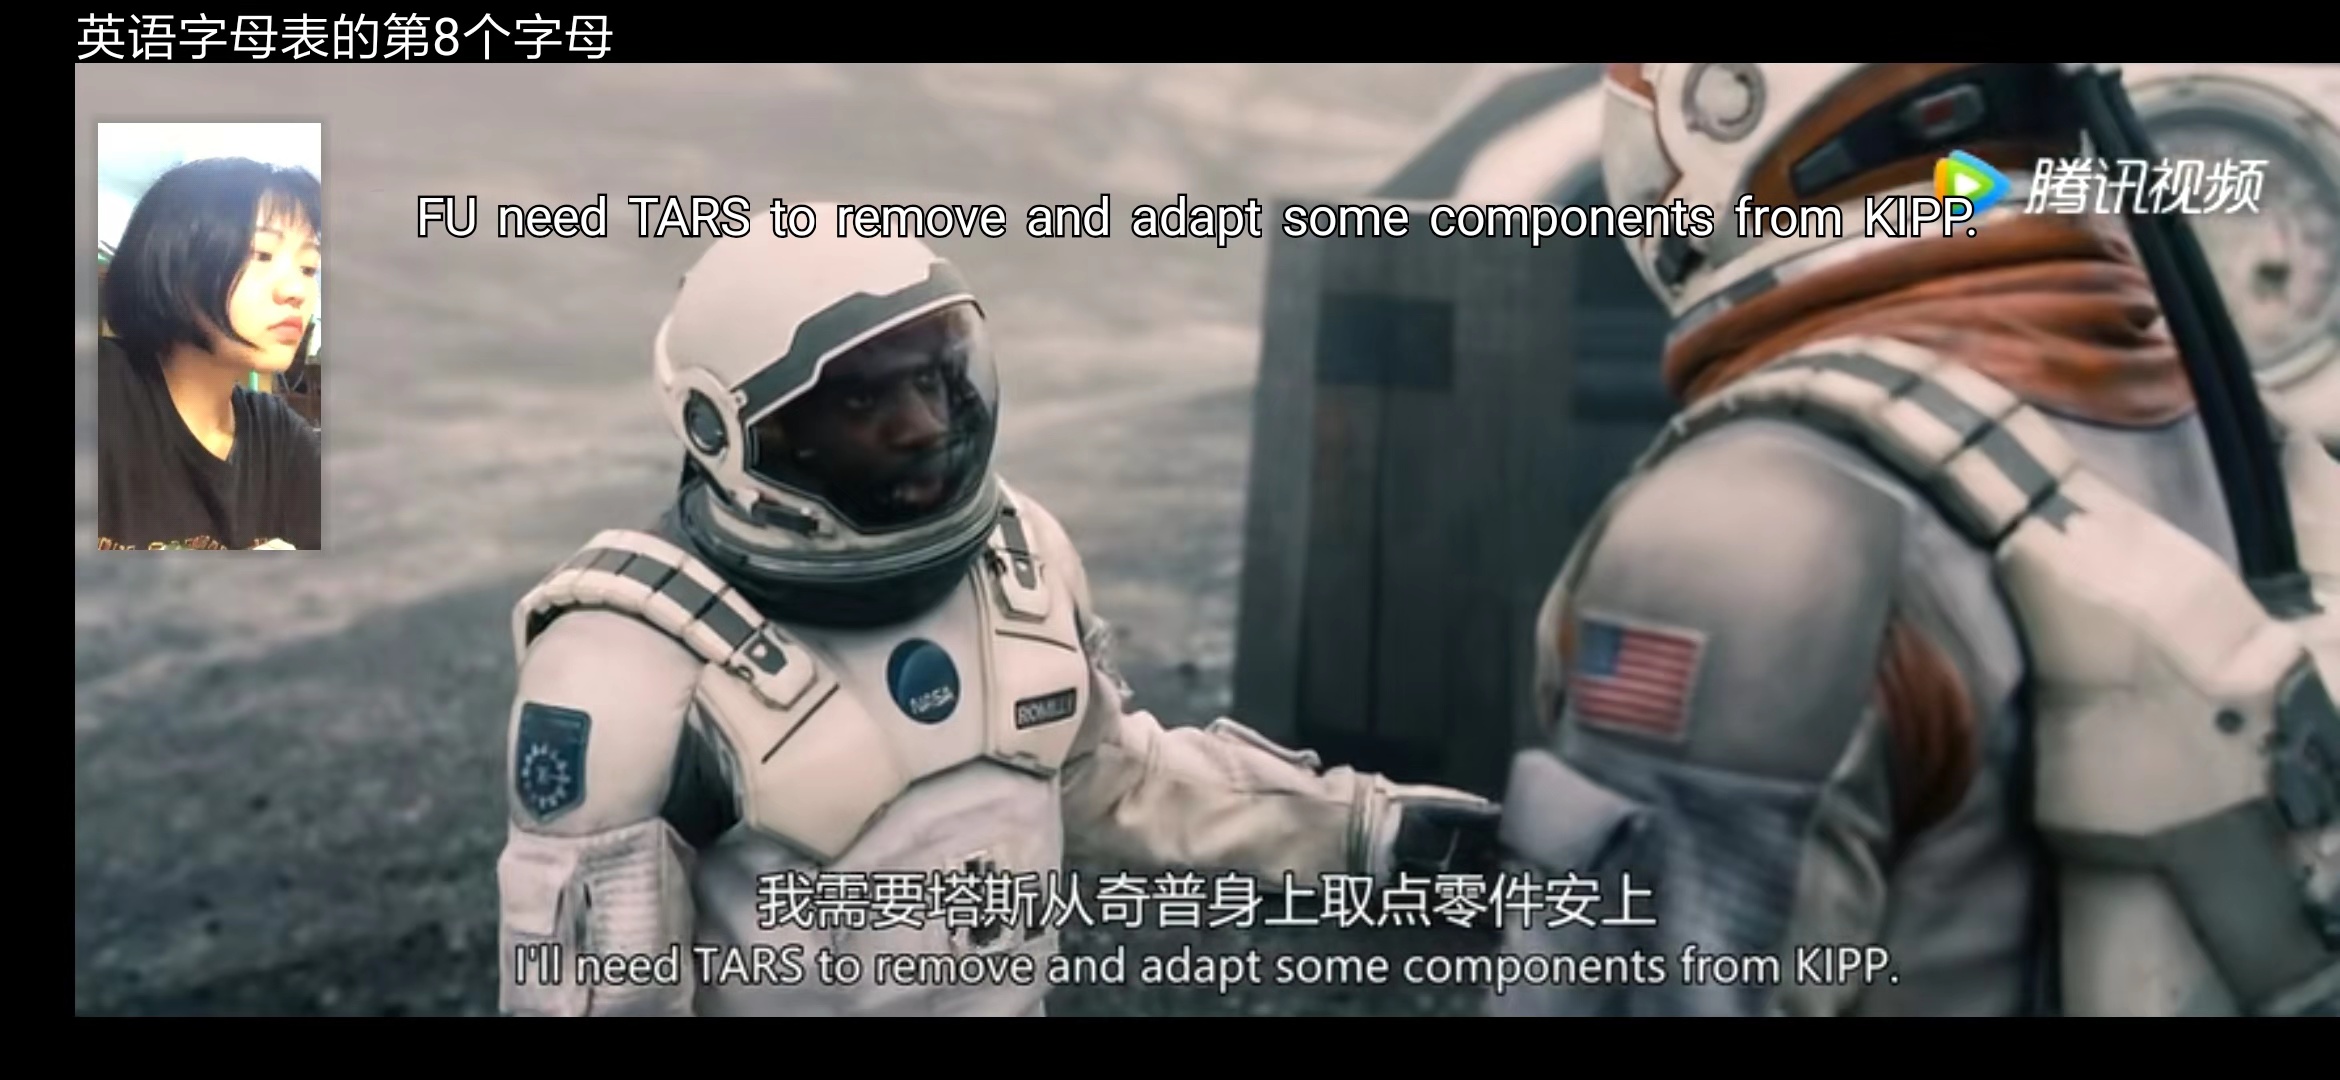 英语字母表的第8个字母
FU need TARS to remove and adapt some components from KIPP.
腾讯视频
NASA
ROMILLY
我需要塔斯从奇普身上取点零件安上
I'll need TARS to remove and adapt some components from KIPP.